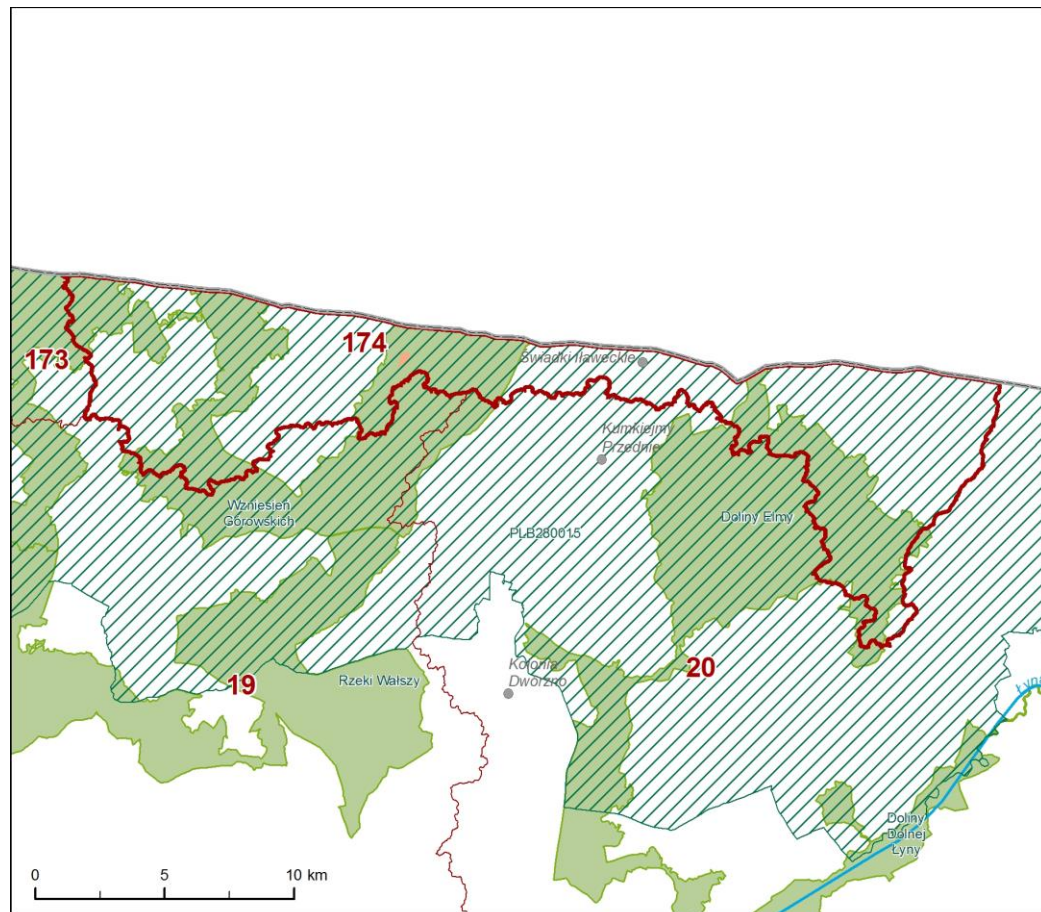 173
174
Świadki Iławeckie
Kumkiejmy
Przednie
Wzniesień
Górowskich
Doliny Elmy
PLB280015
Kolonia
Dworzno
20
19
Rzeki Wałszy
Łyna
Doliny
Dolnej
Łyny
0 5 10 km